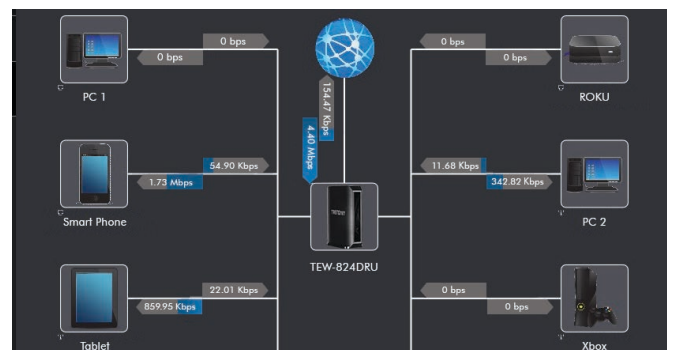 0 bps
0 bps
PC 1
0 bps
0 bps
ROKU
154.47 Kbps
4.40 Mbps
54.90 Kbps
1.73 Mbps
Smart Phone
11.68 Kbps
342.82 Kbps
PC 2
TRENDNET
TEW-824DRU
22.01 Kbps
859.95 Kbps
Tablet
0 bps
0 bps
Xbox